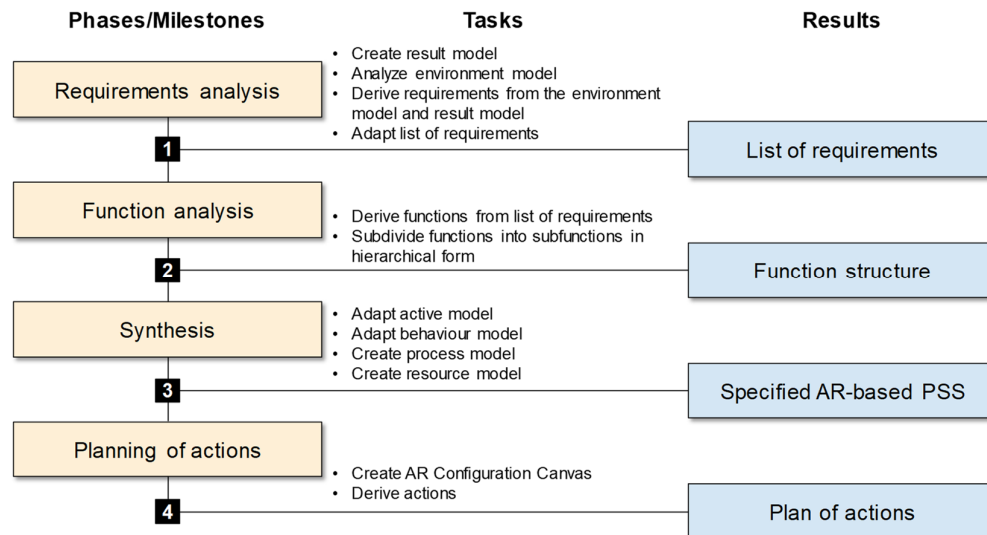 Phases/Milestones
Tasks
Results
Requirements analysis
• Create result model
• Analyze environment model
• Derive requirements from the environment
model and result model
• Adapt list of requirements
1
List of requirements
Function analysis
• Derive functions from list of requirements
• Subdivide functions into subfunctions in
hierarchical form
2
Function structure
Synthesis
• Adapt active model
• Adapt behaviour model
• Create process model
• Create resource model
3
Specified AR-based PSS
Planning of actions
• Create AR Configuration Canvas
• Derive actions
4
Plan of actions